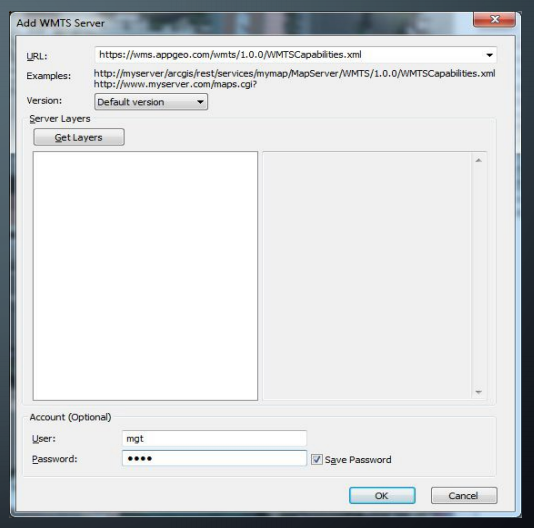 Add WMTS Server
URL: https://wms.appgeo.com/wmts/1.0.0/WMTSCapabilities.xml
Examples: http://myserver/arcgis/rest/services/mymap/MapServer/WMTS/1.0.0/WMTSCapabilities.xml
http://www.myserver.com/maps.cgi?
Version: Default version
Server Layers
Get Layers
Account (Optional)
User: mgt
Password: ●●●●
Save Password
OK Cancel